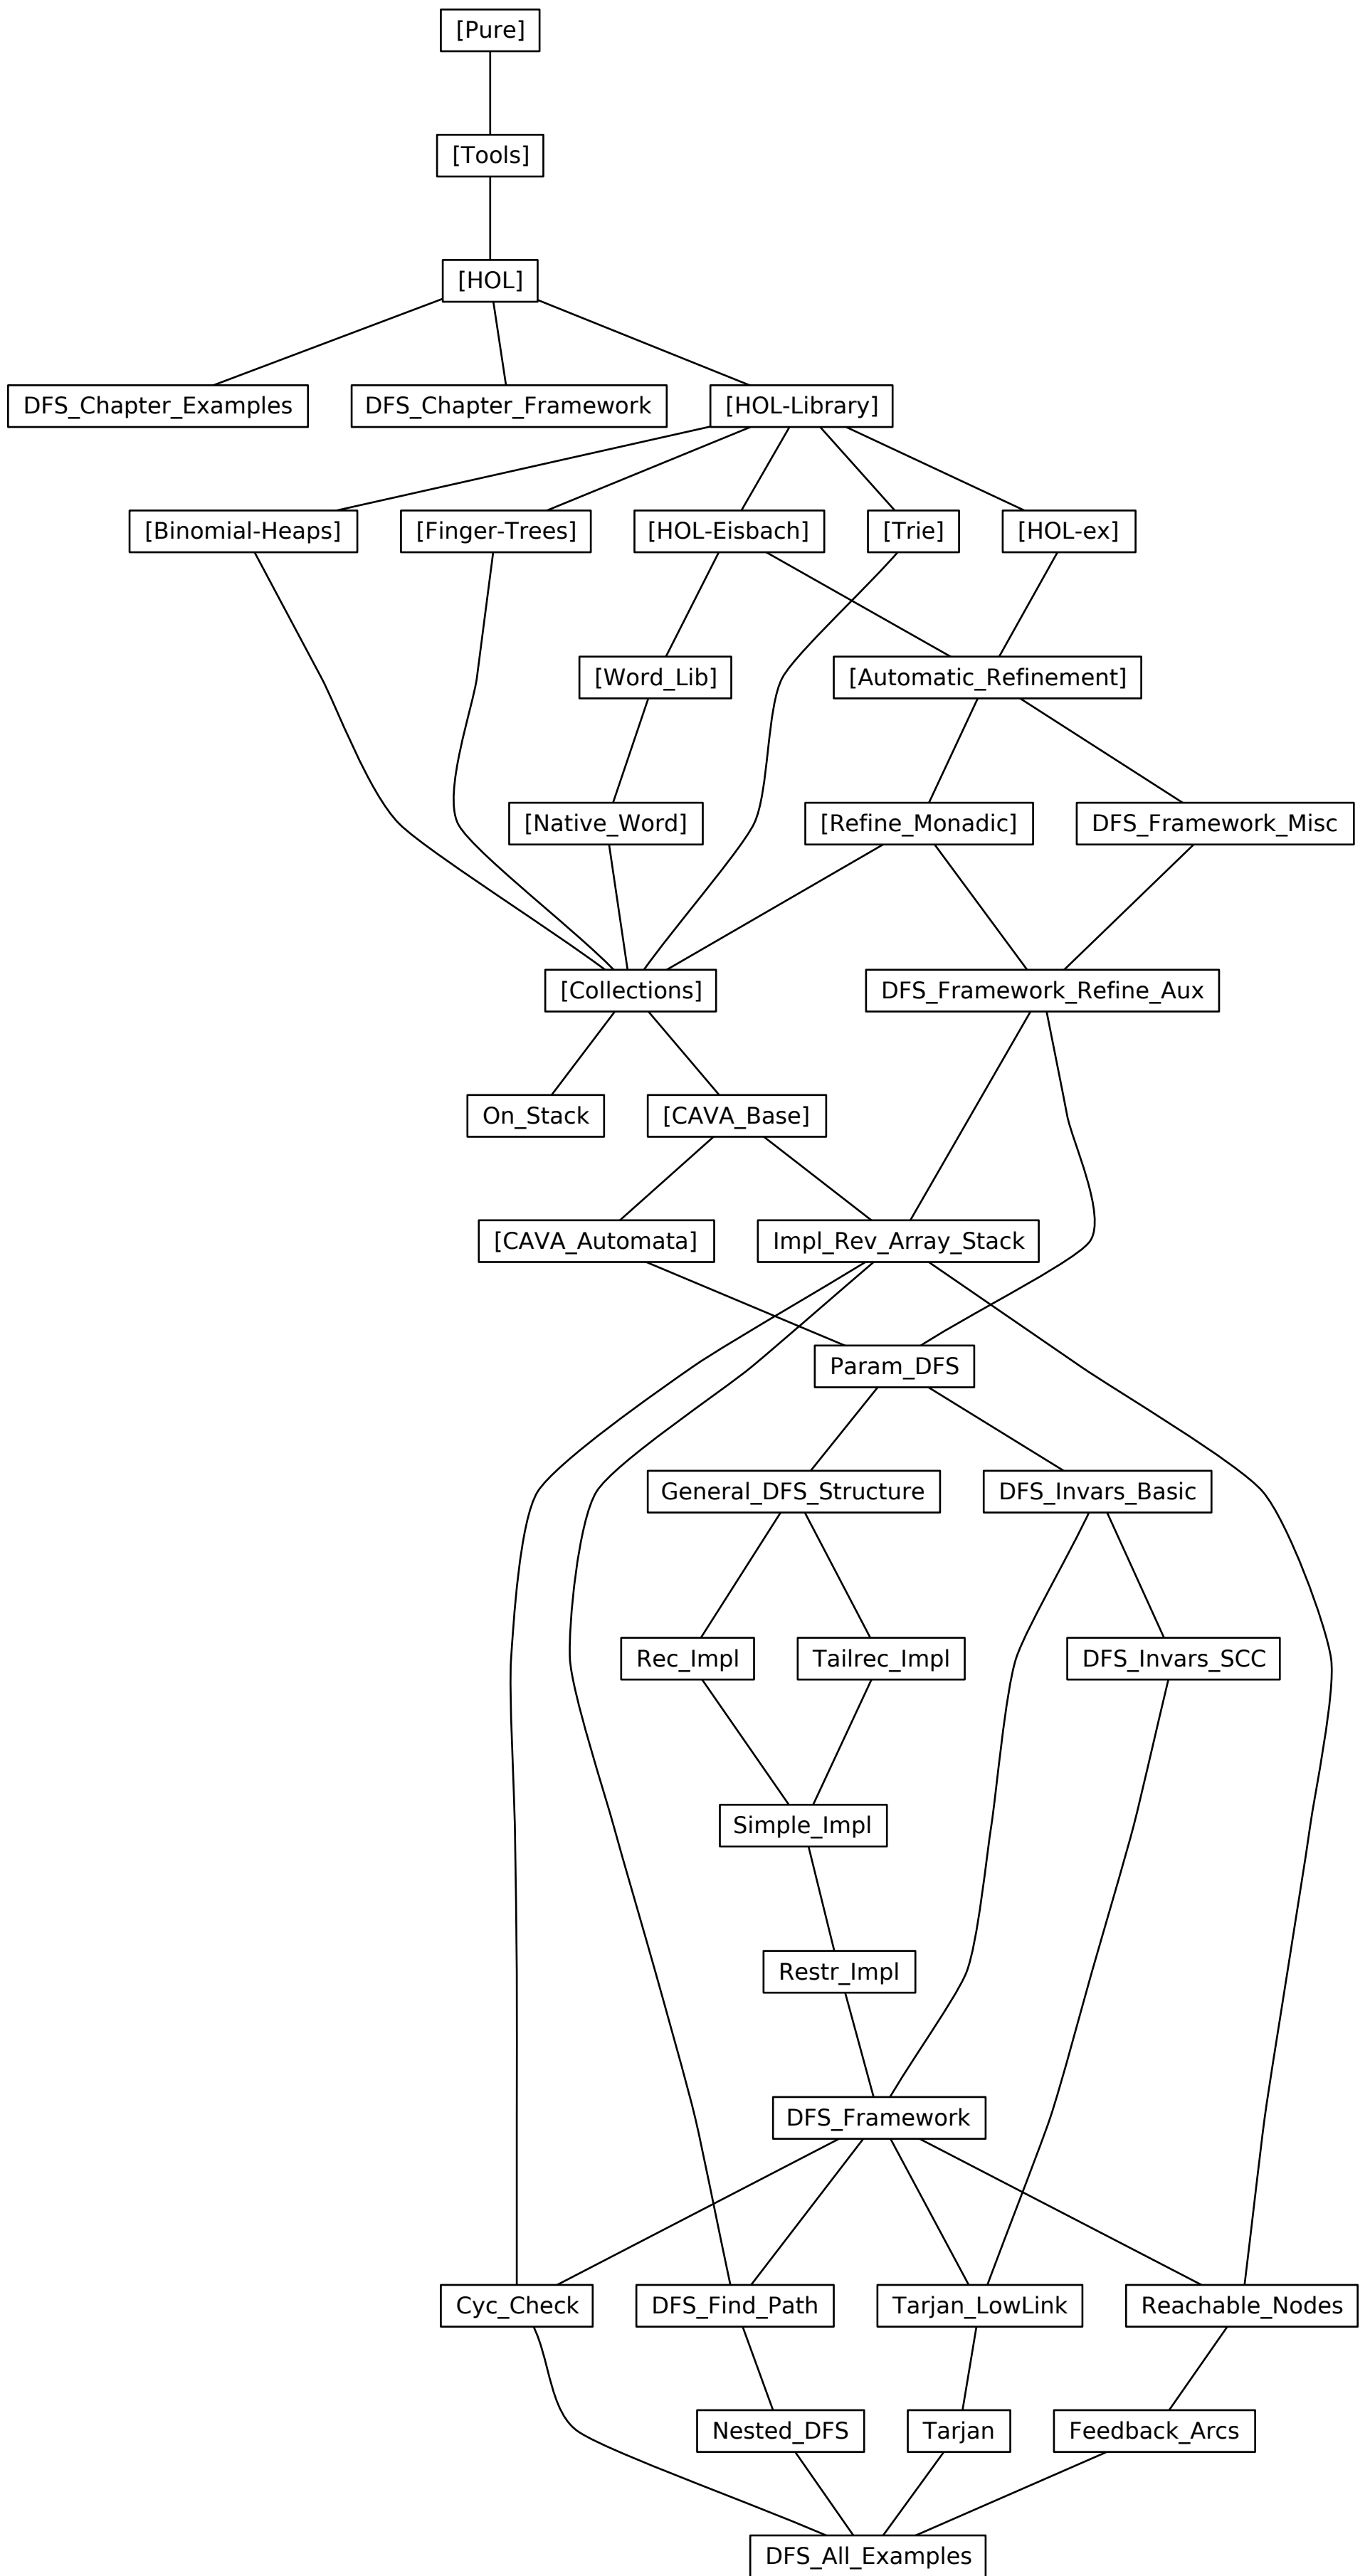 [Pure]
[Tools]
[HOL]
DFS_Chapter_Examples
DFS_Chapter_Framework
[HOL-Library]
[Binomial-Heaps]
[Finger-Trees]
[HOL-Eisbach]
[Trie]
[HOL-ex]
[Word_Lib]
[Automatic_Refinement]
[Native_Word]
[Refine_Monadic]
DFS_Framework_Misc
[Collections]
DFS_Framework_Refine_Aux
On_Stack
[CAVA_Base]
[CAVA_Automata]
Impl_Rev_Array_Stack
Param_DFS
General_DFS_Structure
DFS_Invars_Basic
Rec_Impl
Tailrec_Impl
DFS_Invars_SCC
Simple_Impl
Restr_Impl
DFS_Framework
Cyc_Check
DFS_Find_Path
Tarjan_LowLink
Reachable_Nodes
Nested_DFS
Tarjan
Feedback_Arcs
DFS_All_Examples